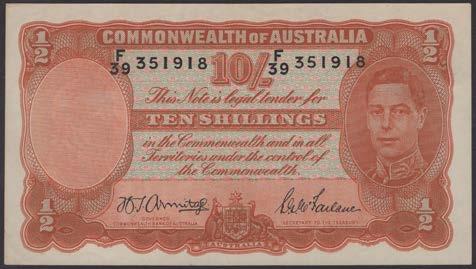 1/2 COMMONWEALTH OF AUSTRALIA 1/2
F/39 351918 F/39 351918
10/-
This Note is legal tender for
TEN SHILLINGS
in the Commonwealth and in all
Territories under the control of
the Commonwealth.
H.T. Armitage S.G. McFarlane
GOVERNOR SECRETARY TO THE TREASURY
COMMONWEALTH BANK OF AUSTRALIA
1/2 AUSTRALIA 1/2